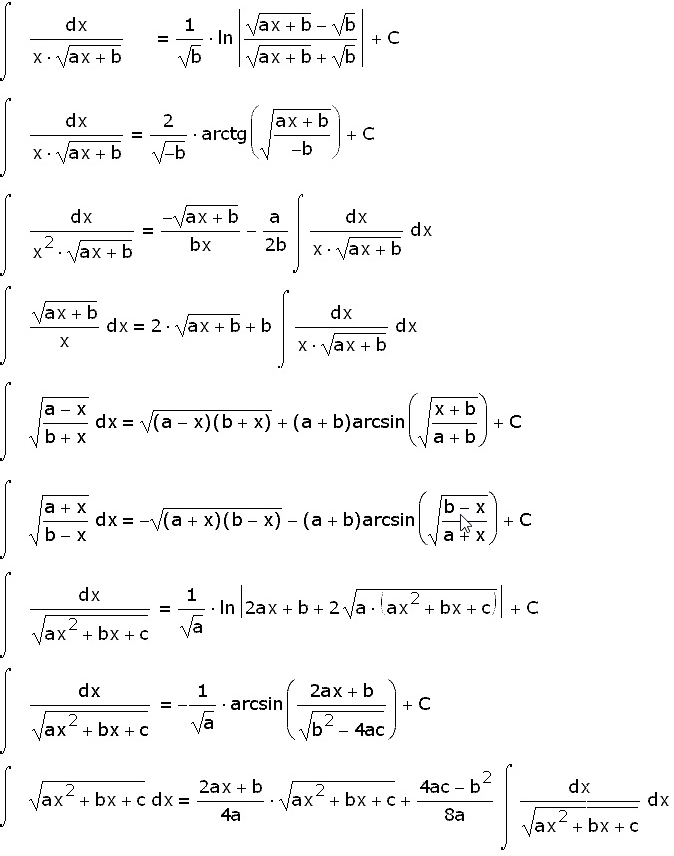 ∫ dx / (x · √(ax + b)) = 1/√b · ln |(√(ax + b) − √b) / (√(ax + b) + √b)| + C
∫ dx / (x · √(ax + b)) = 2/√(−b) · arctg(√((ax + b)/(−b))) + C
∫ dx / (x² · √(ax + b)) = −√(ax + b) / bx − a/2b ∫ dx / (x · √(ax + b)) dx
∫ √(ax + b) / x dx = 2 · √(ax + b) + b ∫ dx / (x · √(ax + b)) dx
∫ √((a − x)/(b + x)) dx = √((a − x)(b + x)) + (a + b)arcsin(√((x + b)/(a + b))) + C
∫ √((a + x)/(b − x)) dx = −√((a + x)(b − x)) − (a + b)arcsin(√((b − x)/(a + x))) + C
∫ dx / √(ax² + bx + c) = 1/√a · ln |2ax + b + 2√(a · (ax² + bx + c))| + C
∫ dx / √(ax² + bx + c) = −1/√a · arcsin((2ax + b)/√(b² − 4ac)) + C
∫ √(ax² + bx + c) dx = (2ax + b)/4a · √(ax² + bx + c) + (4ac − b²)/8a ∫ dx / √(ax² + bx + c) dx